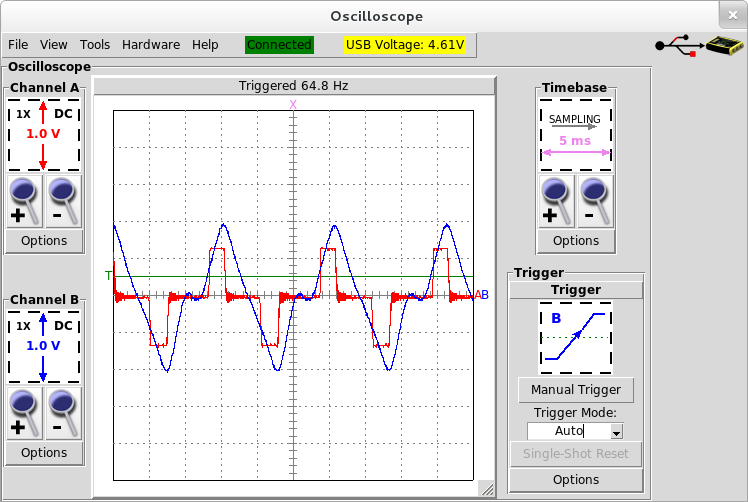 Oscilloscope
File View Tools Hardware Help Connected USB Voltage: 4.61V
Oscilloscope
Channel A
1X DC
1.0 V
+ -
Options
Channel B
1X DC
1.0 V
+ -
Options
Triggered 64.8 Hz
X
T
A B
Timebase
SAMPLING
5 ms
+ -
Options
Trigger
Trigger
B
Manual Trigger
Trigger Mode:
Auto
Single-Shot Reset
Options